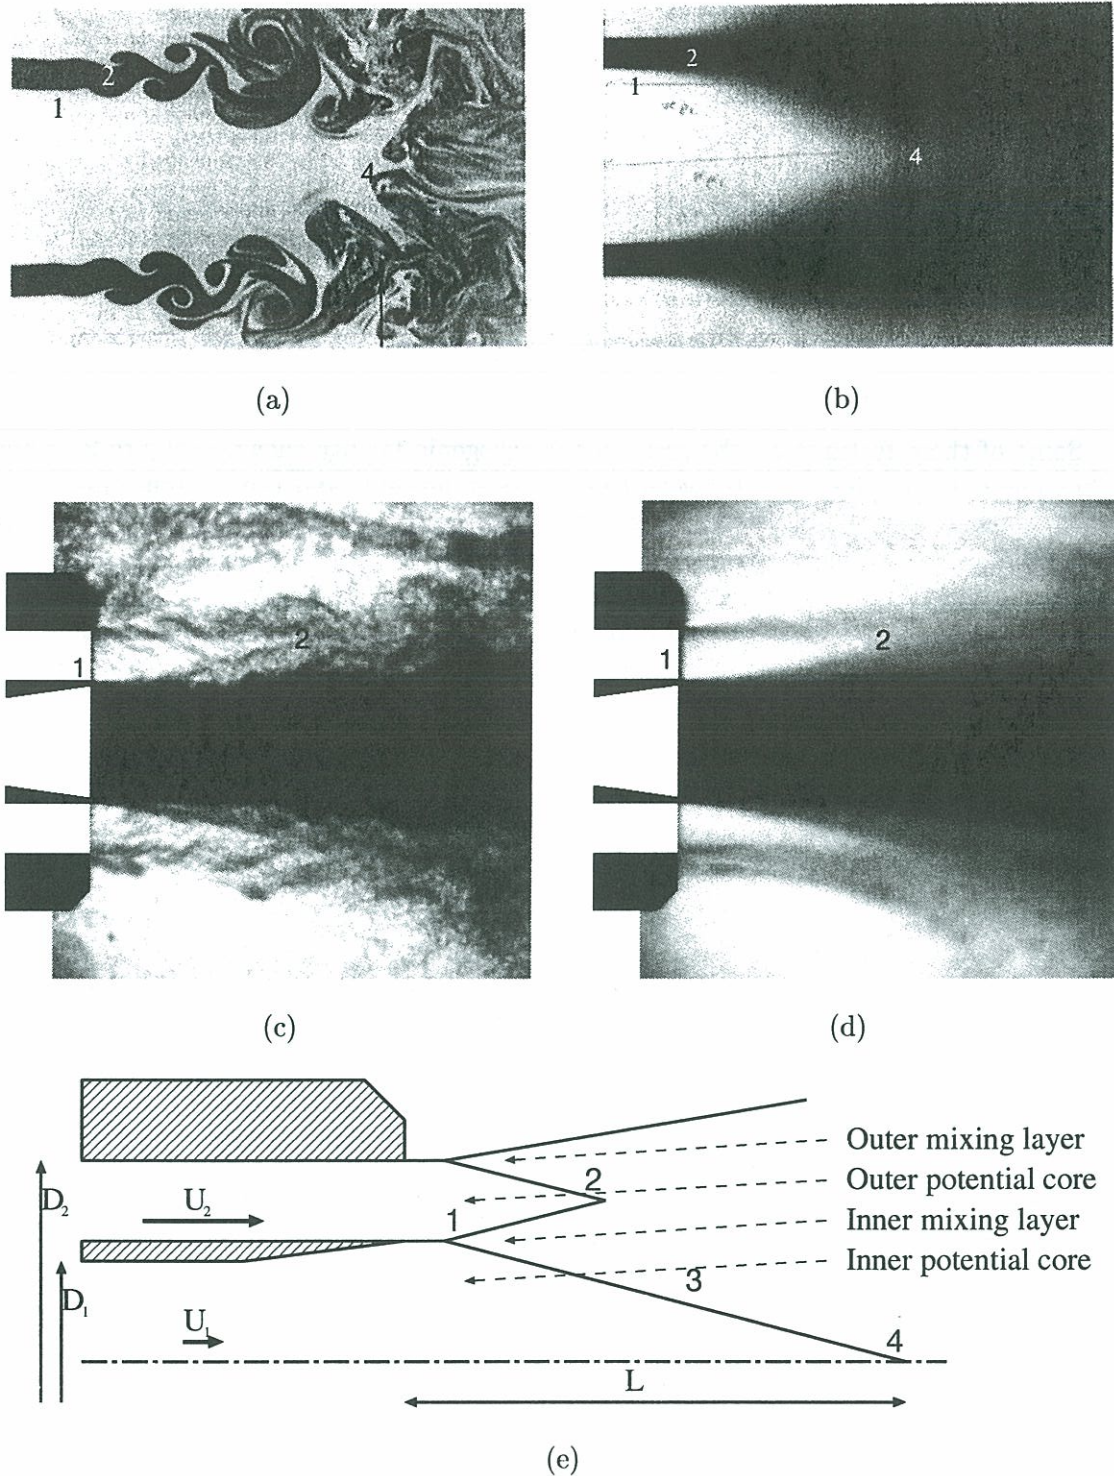 2
1
4
(a)
2
1
4
(b)
1
2
(c)
1
2
(d)
Outer mixing layer
2
Outer potential core
D₂
U₂
1
Inner mixing layer
Inner potential core
3
D₁
U₁
4
L
(e)